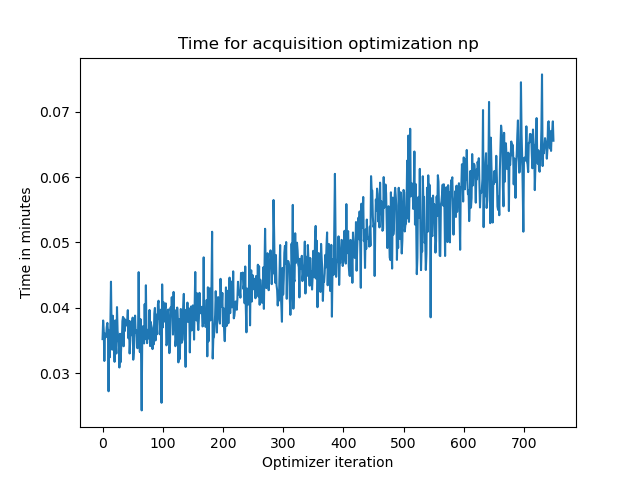 Time for acquisition optimization np
Time in minutes
0.07
0.06
0.05
0.04
0.03
0 100 200 300 400 500 600 700
Optimizer iteration